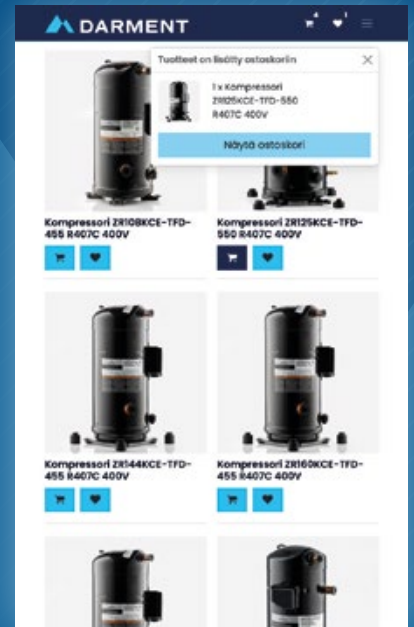 DARMENT
4
1
Tuotteet on lisätty ostoskoriin
1 x Kompressori
ZR125KCE-TFD-550
R407C 400V
Näytä ostoskori
Kompressori ZR108KCE-TFD-
455 R407C 400V
Kompressori ZR125KCE-TFD-
550 R407C 400V
Kompressori ZR144KCE-TFD-
455 R407C 400V
Kompressori ZR160KCE-TFD-
455 R407C 400V